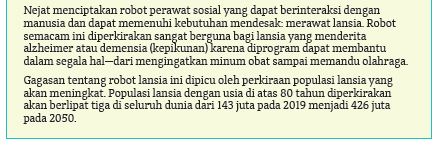 Nejat menciptakan robot perawat sosial yang dapat berinteraksi dengan
manusia dan dapat memenuhi kebutuhan mendesak: merawat lansia. Robot
semacam ini diperkirakan sangat berguna bagi lansia yang menderita
alzheimer atau demensia (kepikunan) karena diprogram dapat membantu
dalam segala hal—dari mengingatkan minum obat sampai memandu olahraga.
Gagasan tentang robot lansia ini dipicu oleh perkiraan populasi lansia yang
akan meningkat. Populasi lansia dengan usia di atas 80 tahun diperkirakan
akan berlipat tiga di seluruh dunia dari 143 juta pada 2019 menjadi 426 juta
pada 2050.